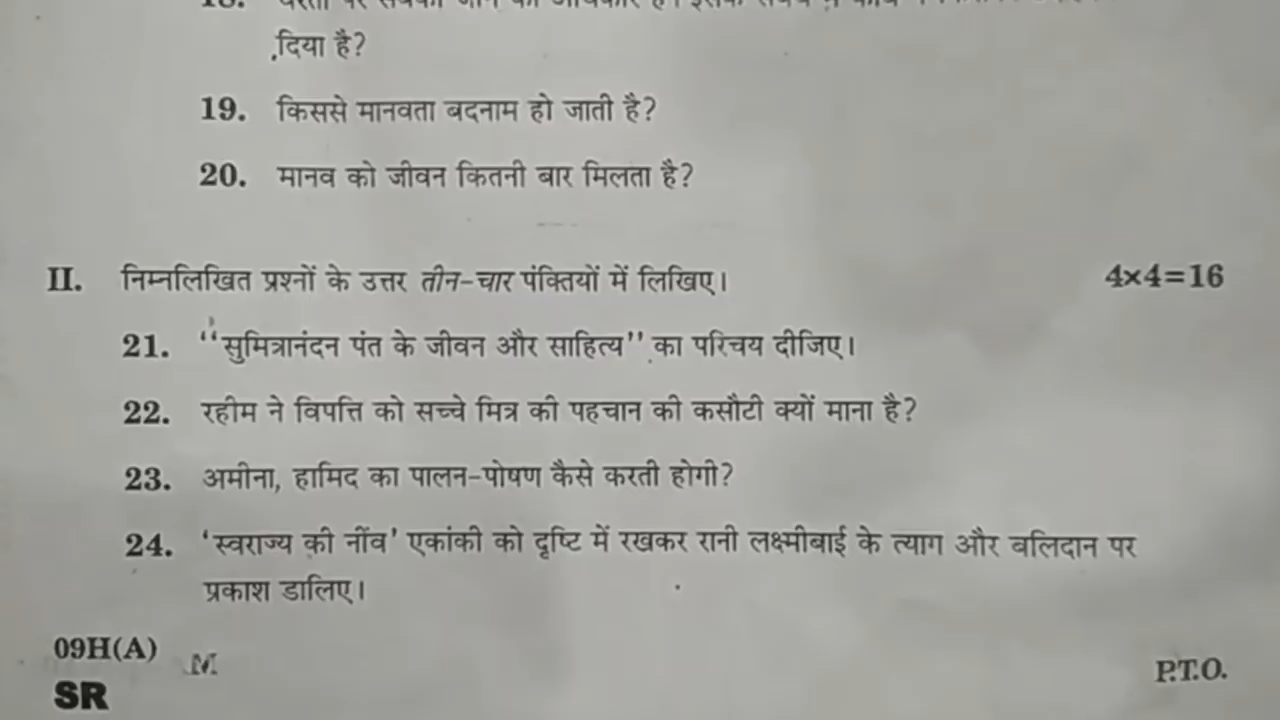 दिया है?
19. किससे मानवता बदनाम हो जाती है?
20. मानव को जीवन कितनी बार मिलता है?
II. निम्नलिखित प्रश्नों के उत्तर तीन-चार पंक्तियों में लिखिए। 4×4=16
21. ‘‘सुमित्रानंदन पंत के जीवन और साहित्य’’ का परिचय दीजिए।
22. रहीम ने विपत्ति को सच्चे मित्र की पहचान की कसौटी क्यों माना है?
23. अमीना, हामिद का पालन-पोषण कैसे करती होगी?
24. ‘स्वराज्य की नींव’ एकांकी को दृष्टि में रखकर रानी लक्ष्मीबाई के त्याग और बलिदान पर
प्रकाश डालिए।
09H(A) M
SR
P.T.O.